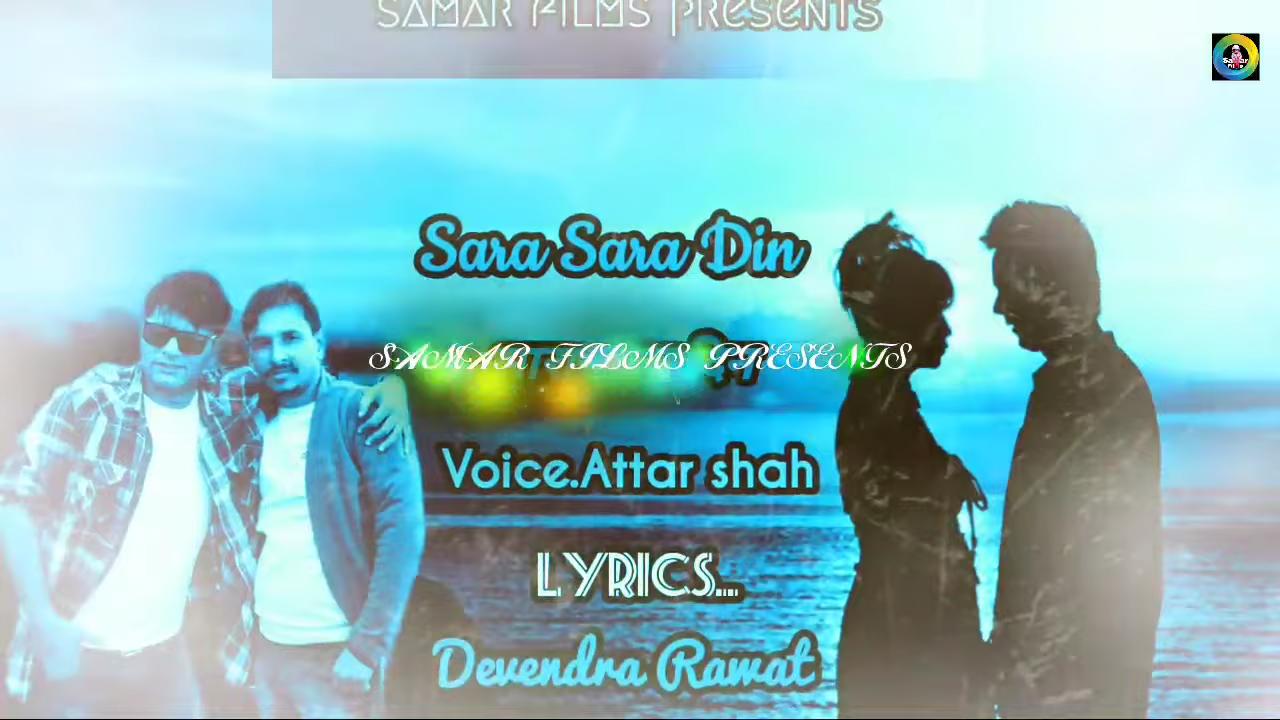 SAMAR FILMS PRESENTS
Sara Sara Din
SAMAR FILMS PRESENTS
Voice.Attar shah
LYRICS...
Devendra Rawat